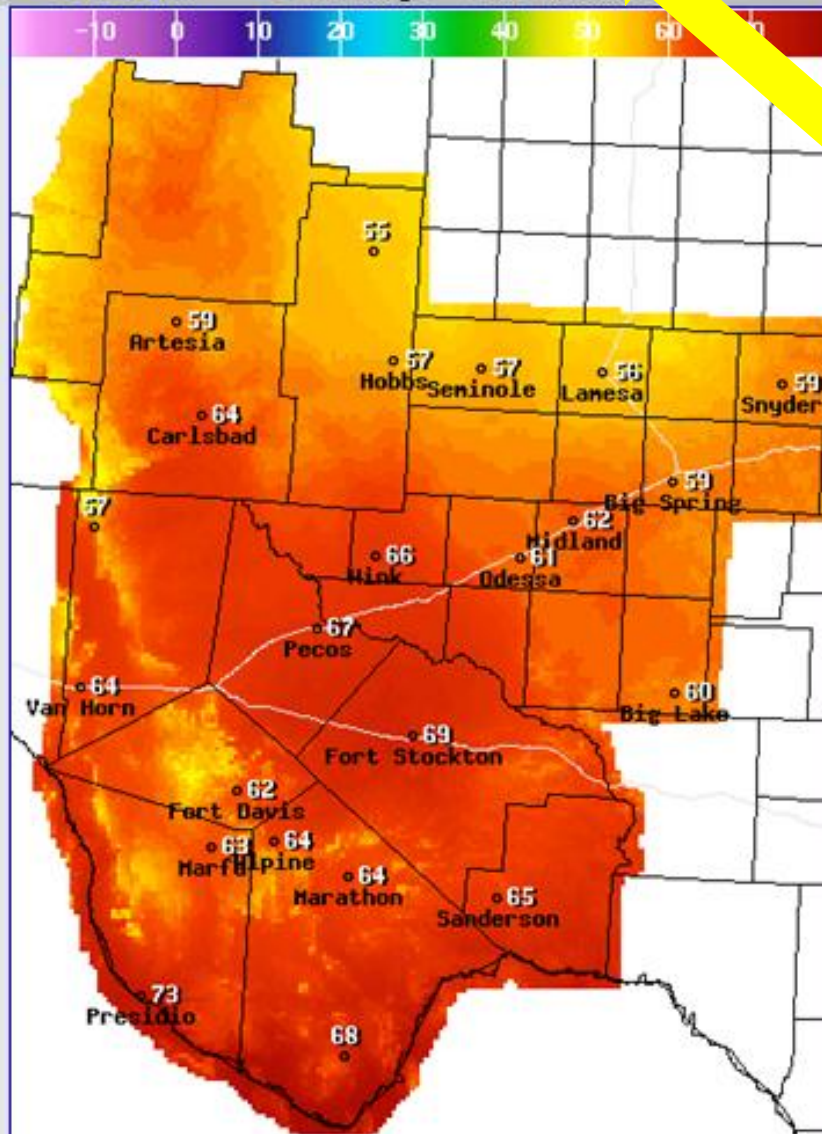 -10 0 10 20 30 40 50 60
55
59
Artesia
57
Hobbs
57
Seminole
56
Lamesa
59
Snyder
64
Carlsbad
57
59
Big Spring
62
Midland
66
Wink
61
Odessa
67
Pecos
64
Van Horn
60
Big Lake
69
Fort Stockton
62
Fort Davis
63
Marfa
64
Alpine
64
Marathon
65
Sanderson
73
Presidio
68